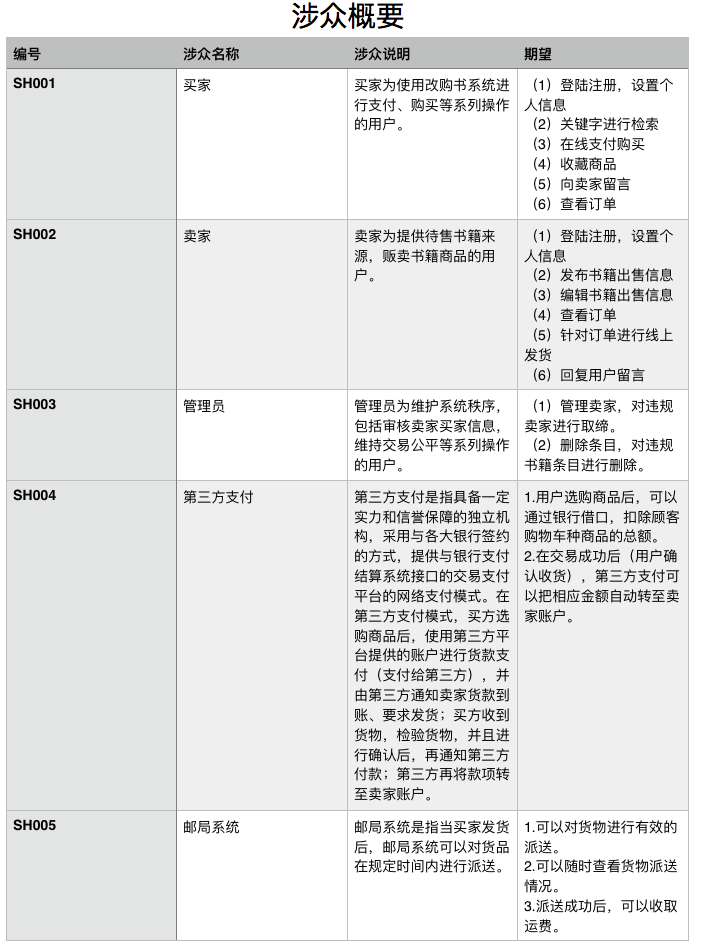 涉众概要
编号
涉众名称
涉众说明
期望
SH001
买家
买家为使用改购书系统进
行支付、购买等系列操作
的用户。
（1）登陆注册，设置个
人信息
（2）关键字进行检索
（3）在线支付购买
（4）收藏商品
（5）向卖家留言
（6）查看订单
SH002
卖家
卖家为提供待售书籍来
源，贩卖书籍商品的用
户。
（1）登陆注册，设置个
人信息
（2）发布书籍出售信息
（3）编辑书籍出售信息
（4）查看订单
（5）针对订单进行线上
发货
（6）回复用户留言
SH003
管理员
管理员为维护系统秩序，
包括审核卖家买家信息，
维持交易公平等系列操作
的用户。
（1）管理卖家，对违规
卖家进行取缔。
（2）删除条目，对违规
书籍条目进行删除。
SH004
第三方支付
第三方支付是指具备一定
实力和信誉保障的独立机
构，采用与各大银行签约
的方式，提供与银行支付
结算系统接口的交易支付
平台的网络支付模式。在
第三方支付模式，买方选
购商品后，使用第三方平
台提供的账户进行货款支
付（支付给第三方），并
由第三方通知卖家货款到
账、要求发货；买方收到
货物，检验货物，并且进
行确认后，再通知第三方
付款；第三方再将款项转
至卖家账户。
1.用户选购商品后，可以
通过银行借口，扣除顾客
购物车种商品的总额。
2.在交易成功后（用户确
认收货），第三方支付可
以把相应金额自动转至卖
家账户。
SH005
邮局系统
邮局系统是指当买家发货
后，邮局系统可以对货品
在规定时间内进行派送。
1.可以对货物进行有效的
派送。
2.可以随时查看货物派送
情况。
3.派送成功后，可以收取
运费。